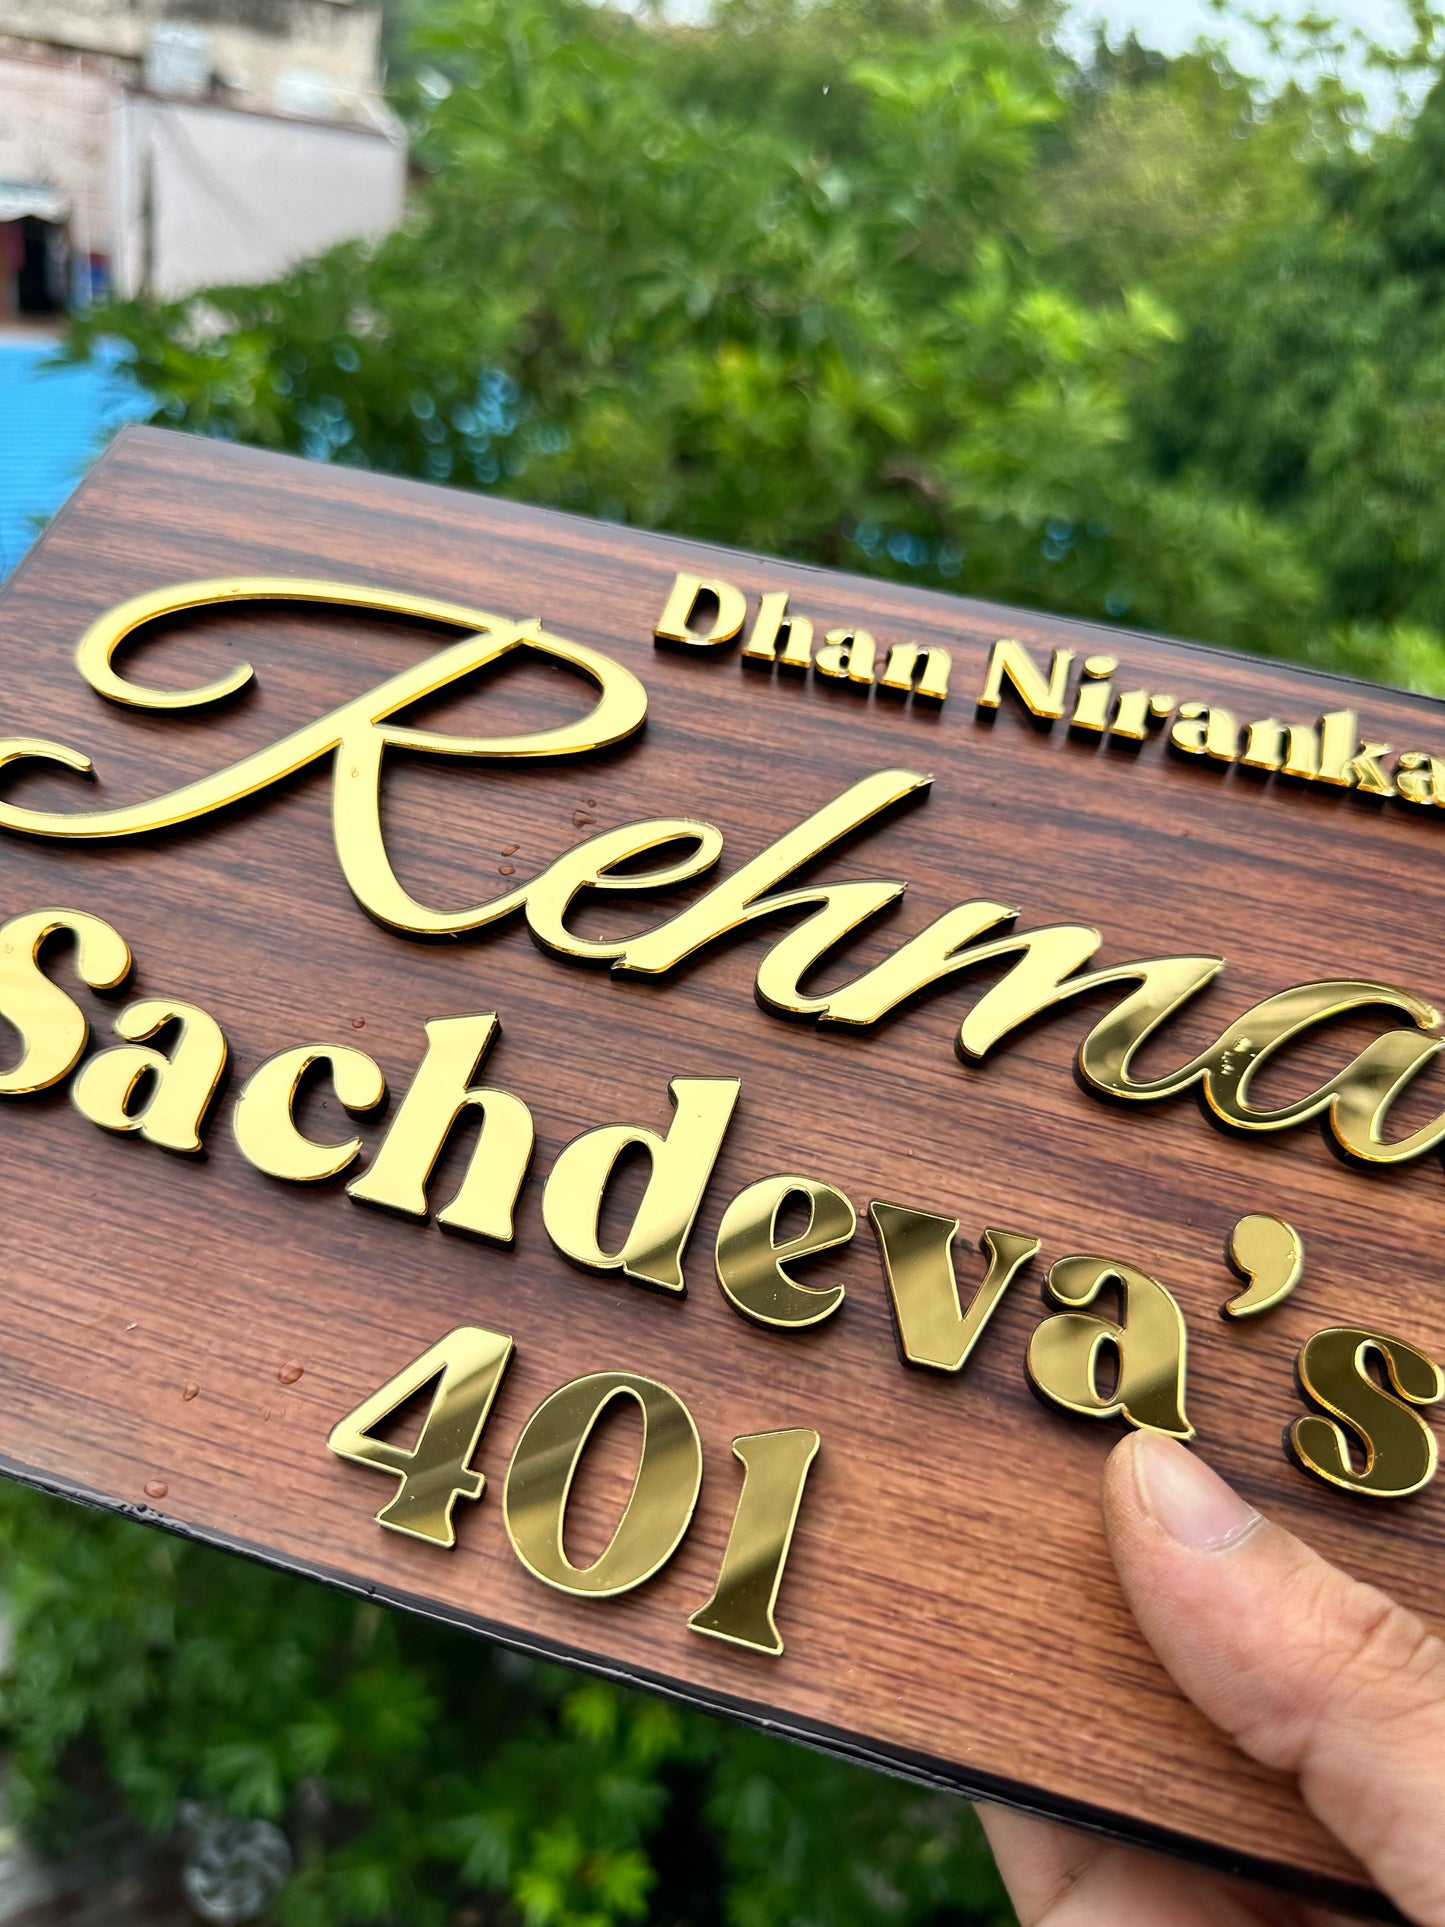 Dhan Niranka
Rehma
Sachdeva's
401